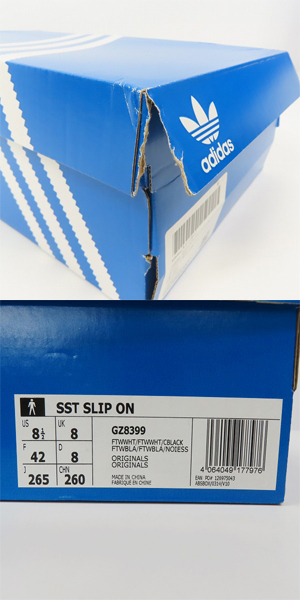 adidas
SST SLIP ON
US UK
8½ 8
F D
42 8
J CHN
265 260
GZ8399
FTWWHT/FTWWHT/CBLACK
FTWBLA/FTWBLA/NOIESS
ORIGINALS
ORIGINALS
MADE IN CHINA
FABRIQUÉ EN CHINE
4 064049 177976